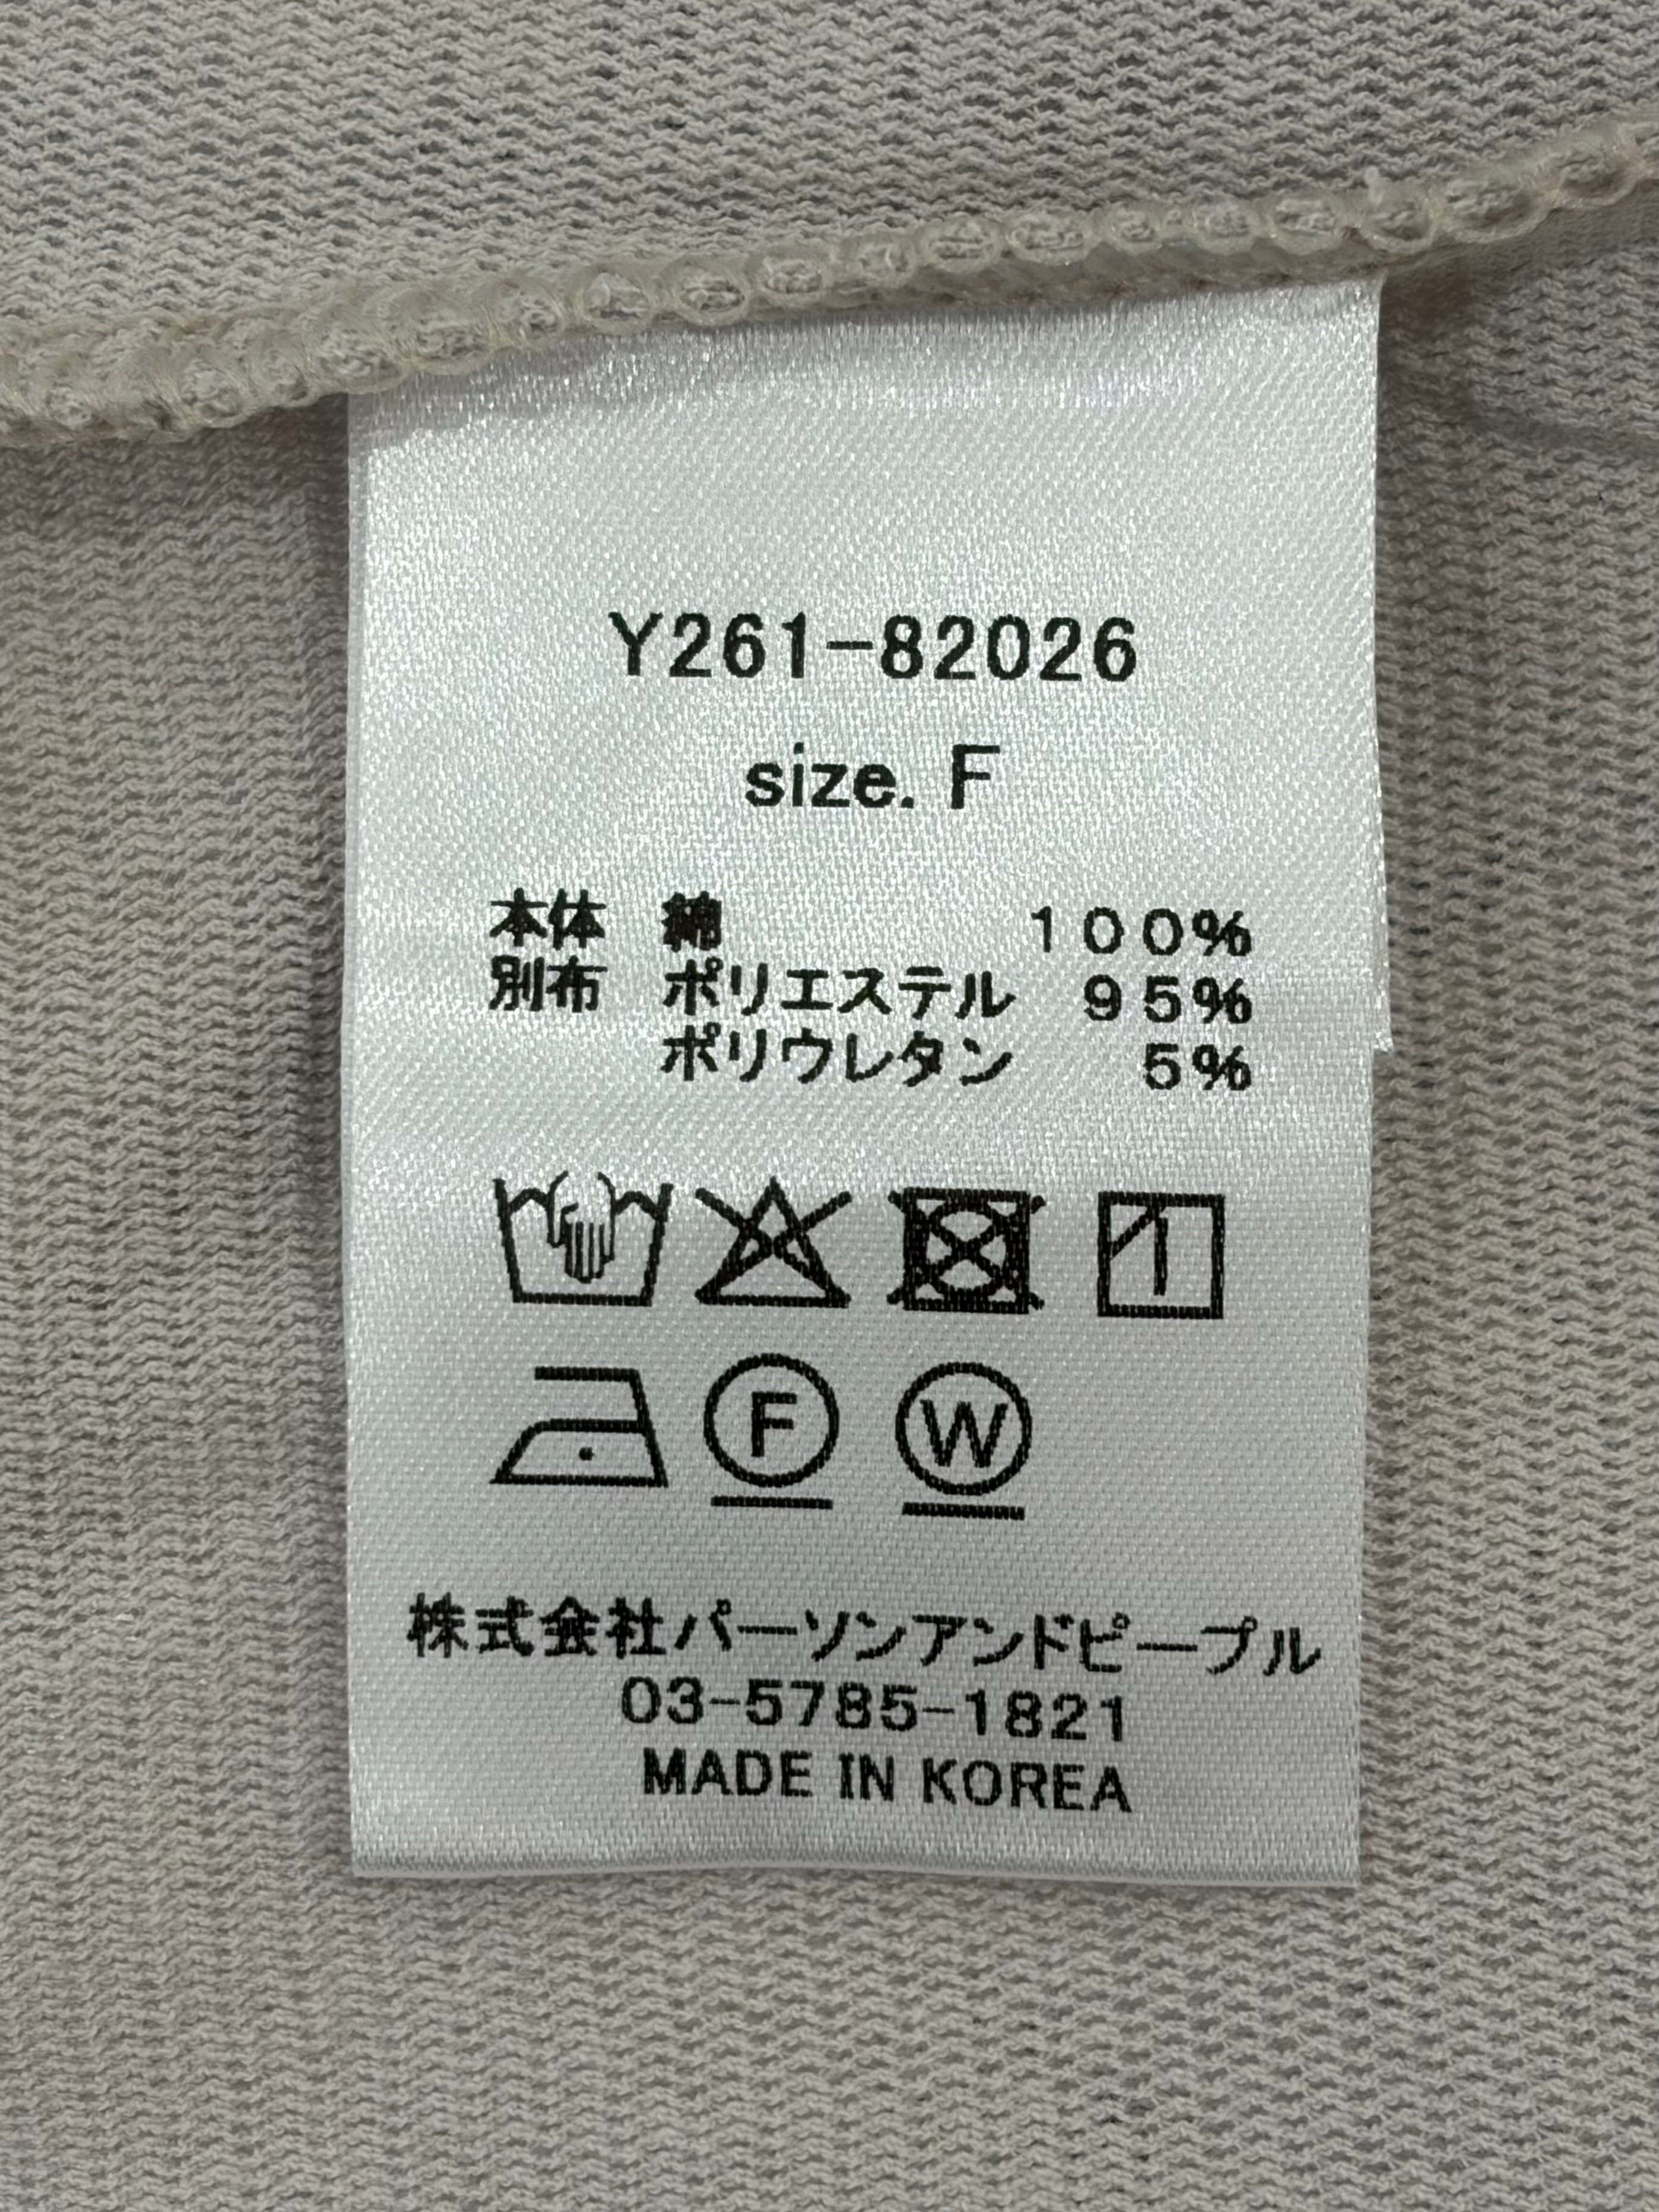 Y261-82026
size. F
本体 綿 100%
別布 ポリエステル 95%
ポリウレタン 5%
F W
株式会社パーソンアンドピープル
03-5785-1821
MADE IN KOREA